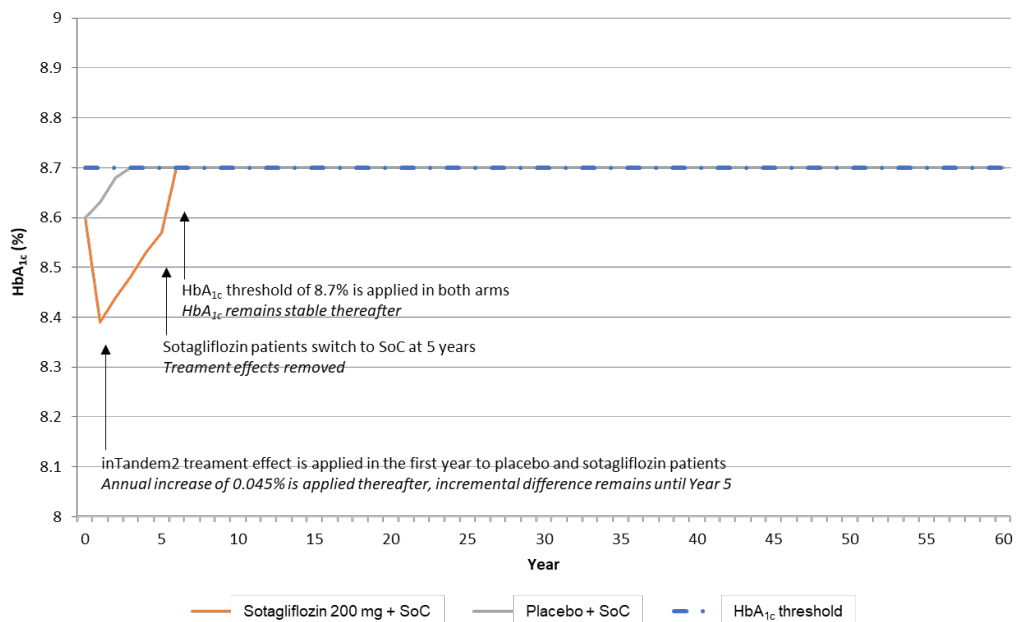 9
8.9
8.8
8.7
8.6
8.5
8.4
8.3
8.2
8.1
8
HbA1c (%)
HbA1c threshold of 8.7% is applied in both arms
HbA1c remains stable thereafter
Sotagliflozin patients switch to SoC at 5 years
Treament effects removed
inTandem2 treament effect is applied in the first year to placebo and sotagliflozin patients
Annual increase of 0.045% is applied thereafter, incremental difference remains until Year 5
0 5 10 15 20 25 30 35 40 45 50 55 60
Year
Sotagliflozin 200 mg + SoC Placebo + SoC HbA1c threshold